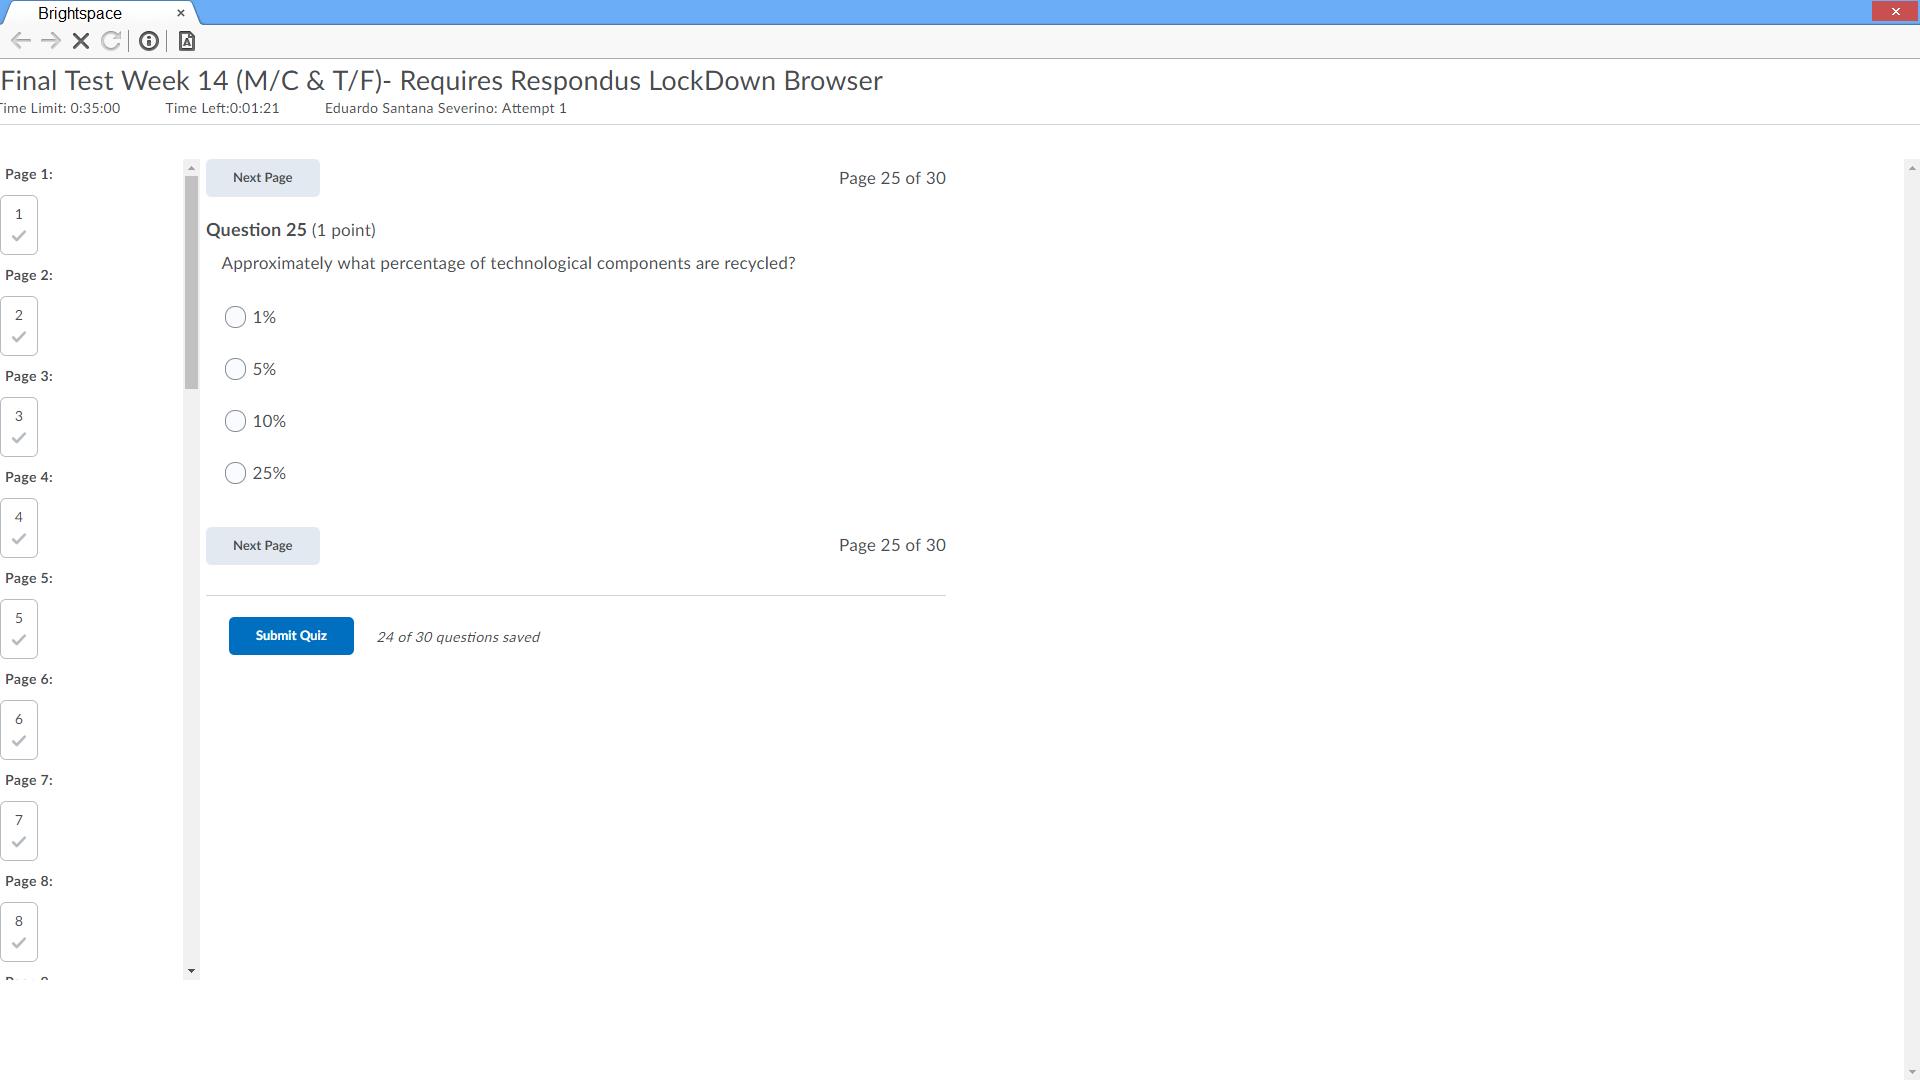 Brightspace
Final Test Week 14 (M/C & T/F)- Requires Respondus LockDown Browser
Time Limit: 0:35:00 Time Left:0:01:21 Eduardo Santana Severino: Attempt 1
Page 1:
1
Page 2:
2
Page 3:
3
Page 4:
4
Page 5:
5
Page 6:
6
Page 7:
7
Page 8:
8
Next Page Page 25 of 30
Question 25 (1 point)
Approximately what percentage of technological components are recycled?
1%
5%
10%
25%
Next Page Page 25 of 30
Submit Quiz 24 of 30 questions saved